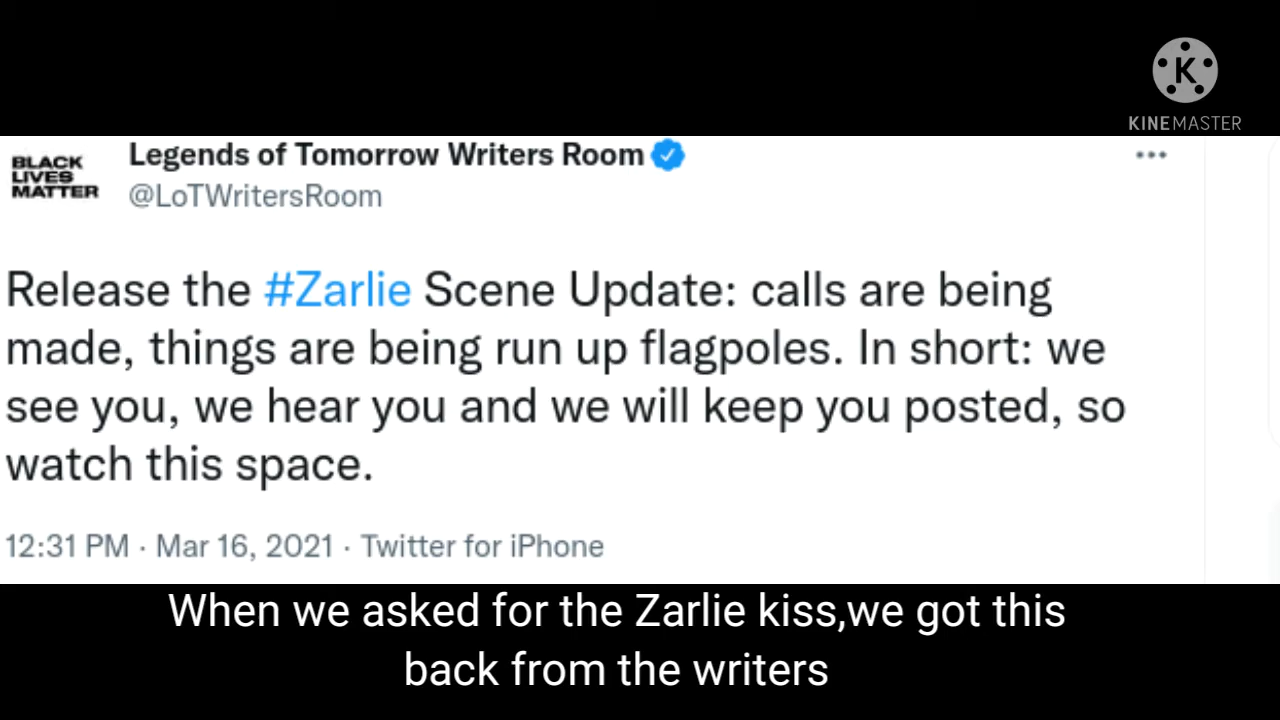 KINEMASTER
BLACK
LIVES
MATTER
Legends of Tomorrow Writers Room
@LoTWritersRoom
Release the #Zarlie Scene Update: calls are being
made, things are being run up flagpoles. In short: we
see you, we hear you and we will keep you posted, so
watch this space.
12:31 PM · Mar 16, 2021 · Twitter for iPhone
When we asked for the Zarlie kiss,we got this
back from the writers